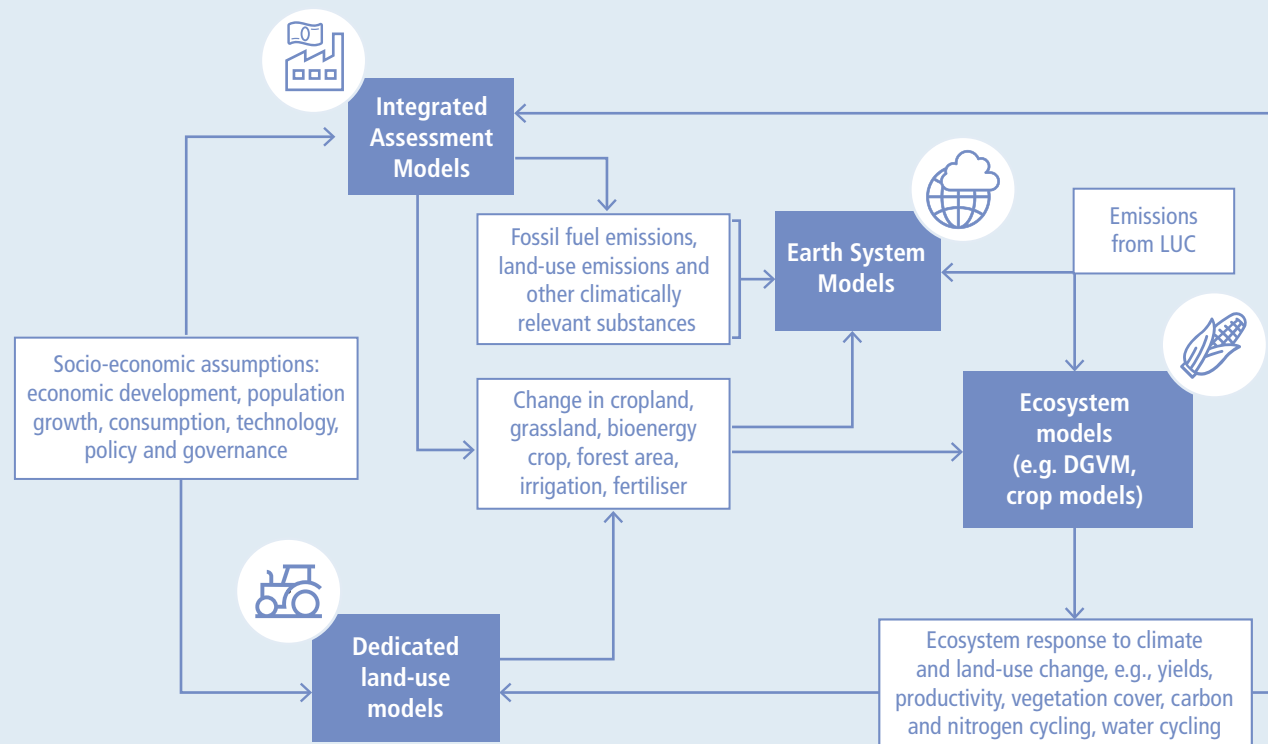 Integrated
Assessment
Models
Fossil fuel emissions,
land-use emissions and
other climatically
relevant substances
Earth System
Models
Emissions
from LUC
Socio-economic assumptions:
economic development, population
growth, consumption, technology,
policy and governance
Change in cropland,
grassland, bioenergy
crop, forest area,
irrigation, fertiliser
Ecosystem
models
(e.g. DGVM,
crop models)
Dedicated
land-use
models
Ecosystem response to climate
and land-use change, e.g., yields,
productivity, vegetation cover, carbon
and nitrogen cycling, water cycling